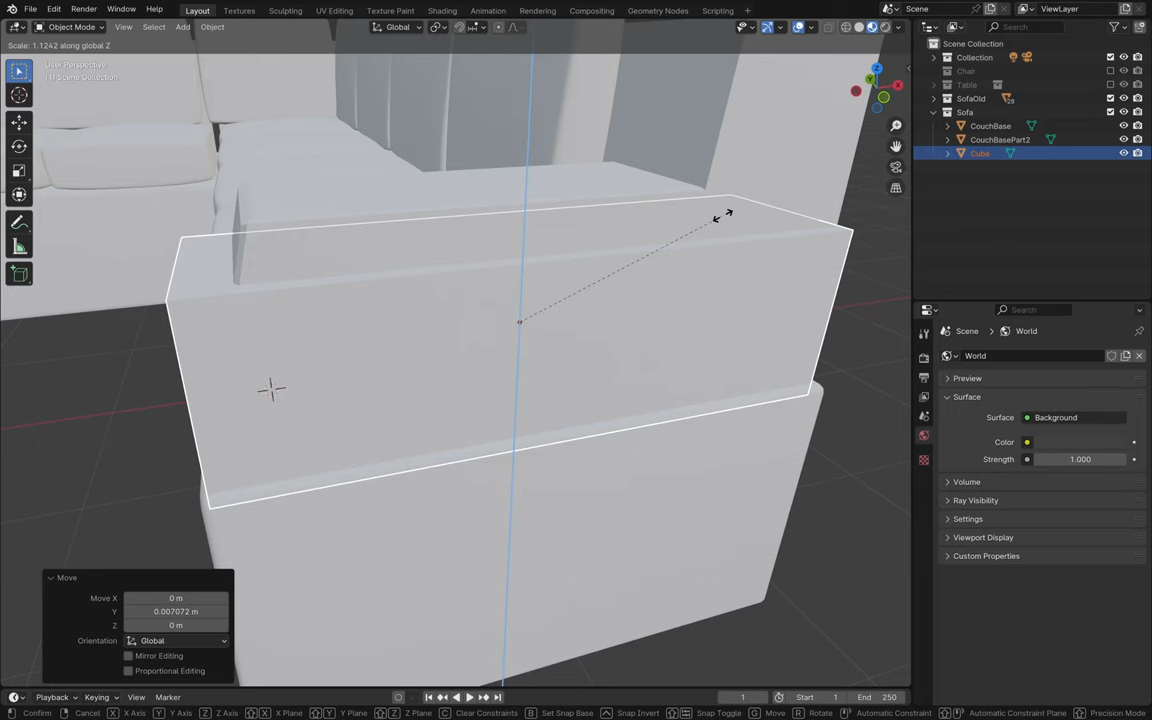 File Edit Render Window Help Layout Textures Sculpting UV Editing Texture Paint Shading Animation Rendering Compositing Geometry Nodes Scripting Scene ViewLayer
Object Mode View Select Add Object Global Search
Scale: 1.1242 along global Z
User Perspective
(1) Scene Collection
Z
Y
X
Scene Collection
Collection
Chair
Table
SofaOld 28
Sofa
CouchBase
CouchBasePart2
Cube
Search
Scene World
World
Preview
Surface
Surface Background
Color
Strength 1.000
Volume
Ray Visibility
Settings
Viewport Display
Custom Properties
Move
Move X 0 m
Y 0.007072 m
Z 0 m
Orientation Global
Mirror Editing
Proportional Editing
Playback Keying View Marker 1 Start 1 End 250
Confirm Cancel X X Axis Y Y Axis Z Z Axis X X Plane Y Y Plane Z Z Plane C Clear Constraints B Set Snap Base Snap Invert Snap Toggle G Move R Rotate Automatic Constraint Automatic Constraint Plane Precision Mode